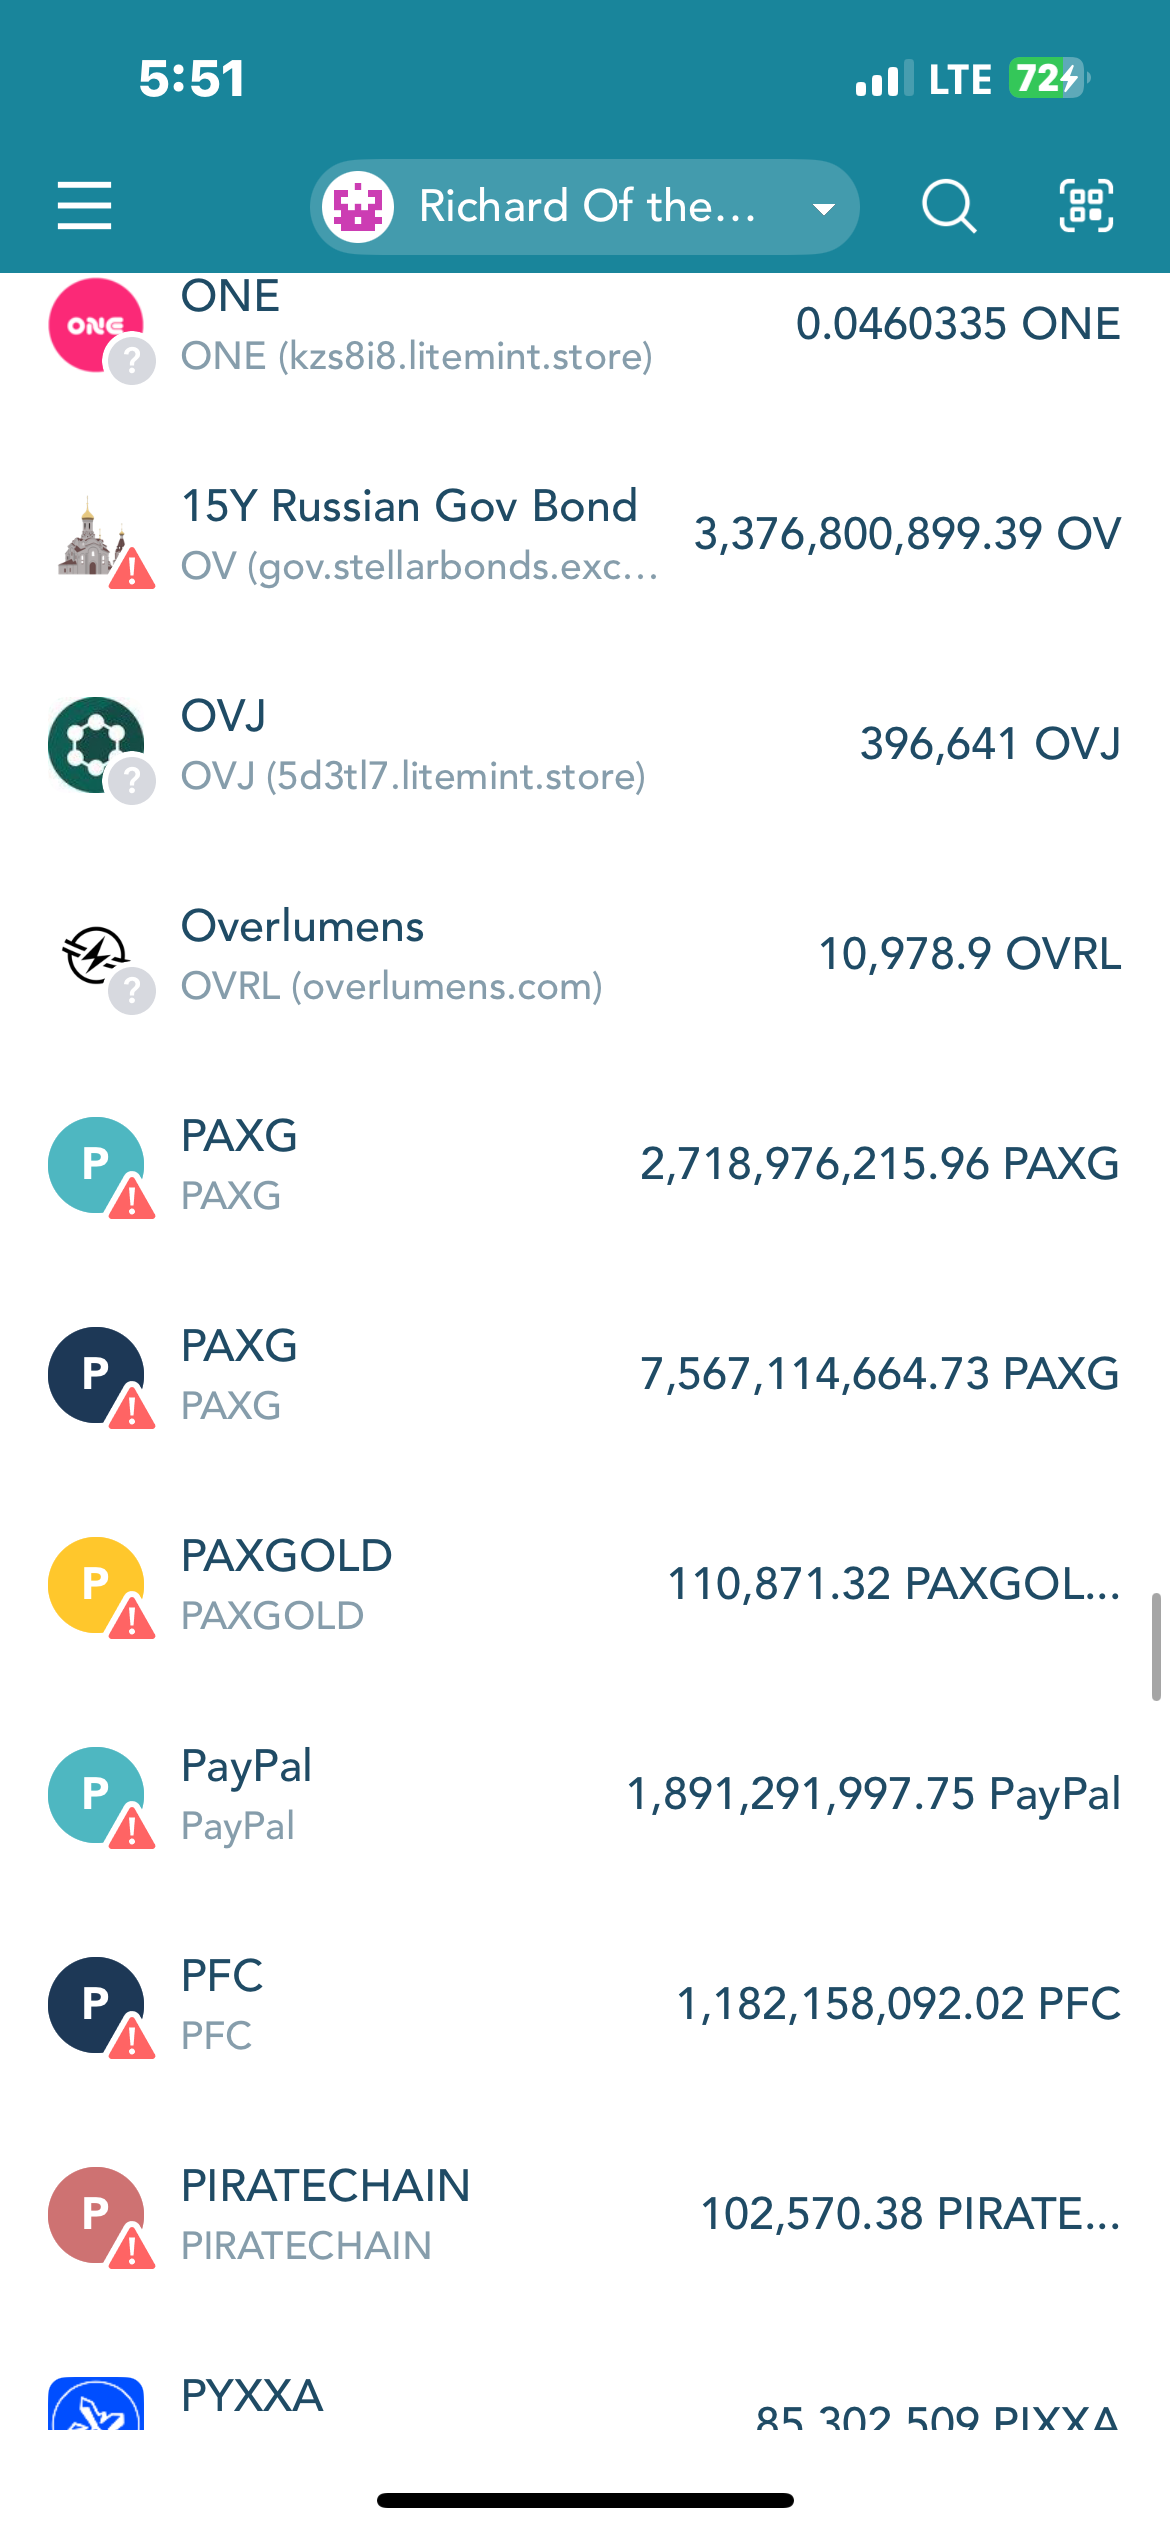 5:51
LTE 72
Richard Of the...
ONE
ONE
0.0460335 ONE
ONE (kzs8i8.litemint.store)
?
15Y Russian Gov Bond
3,376,800,899.39 OV
OV (gov.stellarbonds.exc...
!
OVJ
396,641 OVJ
OVJ (5d3tl7.litemint.store)
?
Overlumens
10,978.9 OVRL
OVRL (overlumens.com)
?
P
PAXG
2,718,976,215.96 PAXG
PAXG
!
P
PAXG
7,567,114,664.73 PAXG
PAXG
!
P
PAXGOLD
110,871.32 PAXGOL...
PAXGOLD
!
P
PayPal
1,891,291,997.75 PayPal
PayPal
!
P
PFC
1,182,158,092.02 PFC
PFC
!
P
PIRATECHAIN
102,570.38 PIRATE...
PIRATECHAIN
!
PYXXA
85,302,509 PIXXA